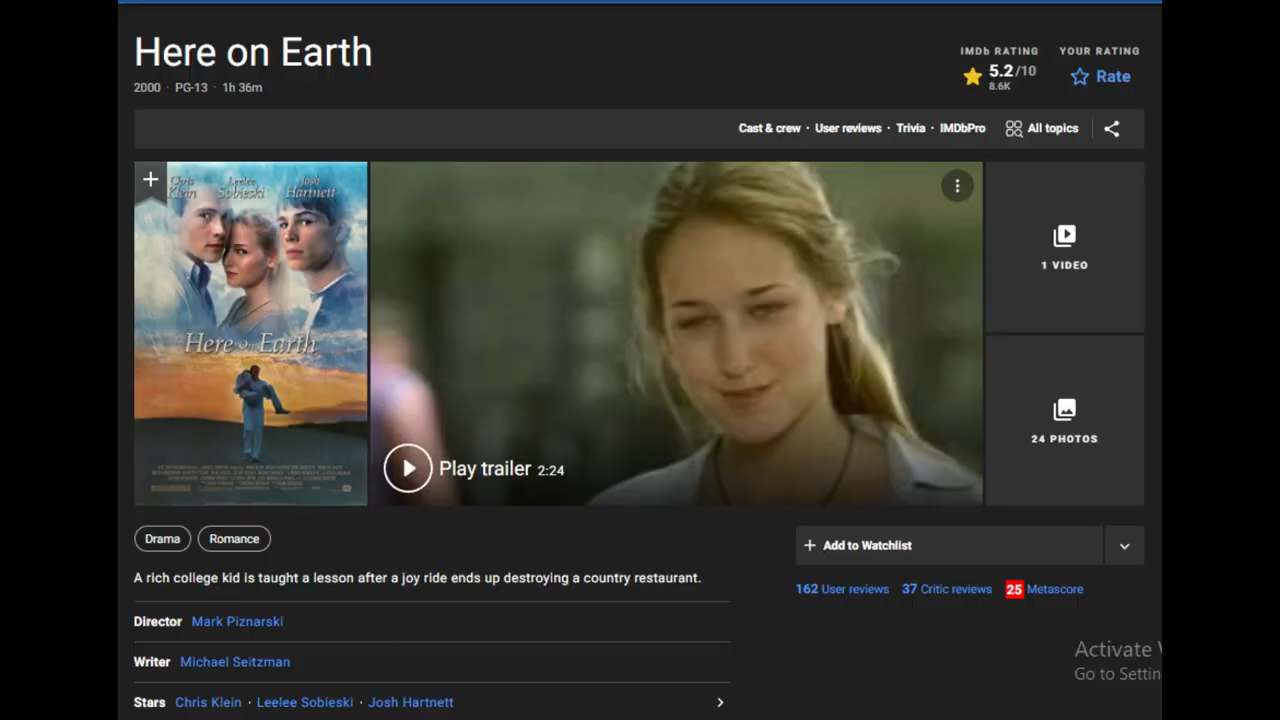 Here on Earth
2000 · PG-13 · 1h 36m
IMDb RATING
5.2/10
8.6K
YOUR RATING
Rate
Cast & crew · User reviews · Trivia · IMDbPro
All topics
Chris Klein
Leelee Sobieski
Josh Hartnett
Here On Earth
Play trailer 2:24
1 VIDEO
24 PHOTOS
Drama
Romance
A rich college kid is taught a lesson after a joy ride ends up destroying a country restaurant.
Director Mark Piznarski
Writer Michael Seitzman
Stars Chris Klein · Leelee Sobieski · Josh Hartnett
+ Add to Watchlist
162 User reviews 37 Critic reviews 25 Metascore
Activate
Go to Settin